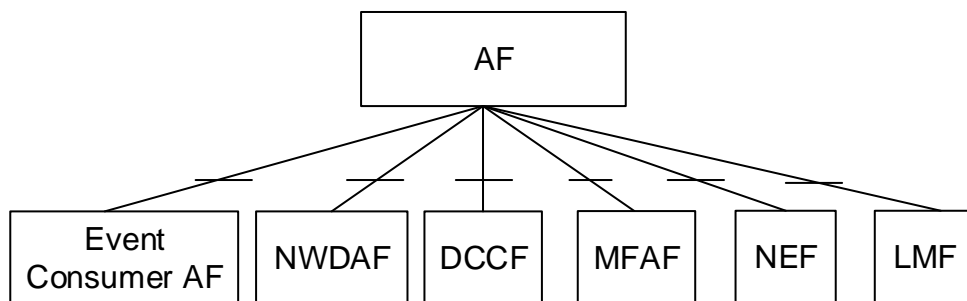 AF
Event
Consumer AF
NWDAF
DCCF
MFAF
NEF
LMF